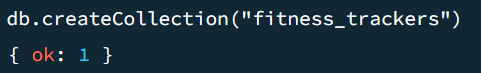 db.createCollection("fitness_trackers")
{ ok: 1 }